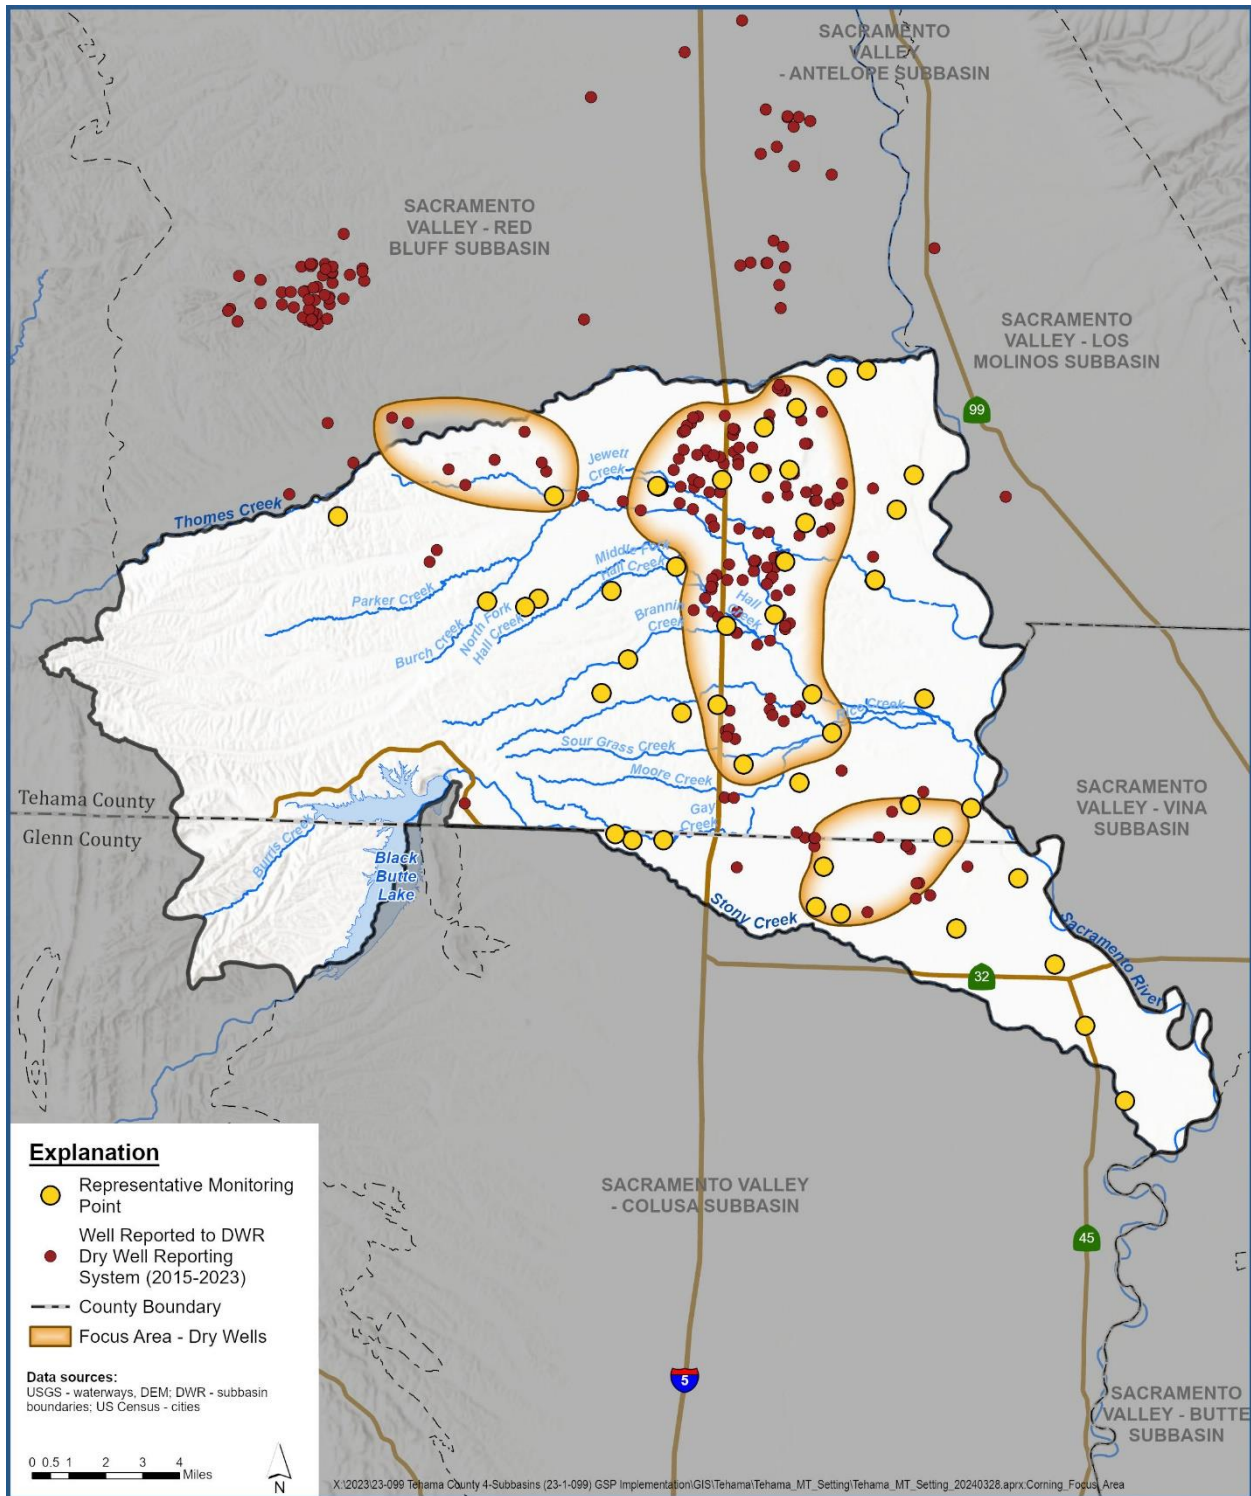 SACRAMENTO
VALLEY
- ANTELOPE SUBBASIN
SACRAMENTO
VALLEY - RED
BLUFF SUBBASIN
SACRAMENTO
VALLEY - LOS
MOLINOS SUBBASIN
99
Jewett
Creek
Thomes Creek
Middle Fork
Hall Creek
Parker Creek
Hall
Creek
North Fork
Hall Creek
Brannin
Creek
Burch Creek
Rice Creek
Sour Grass Creek
Moore Creek
Gay
Creek
Tehama County
Glenn County
SACRAMENTO
VALLEY - VINA
SUBBASIN
Burris Creek
Black
Butte
Lake
Stony Creek
Sacramento River
32
Explanation
Representative Monitoring
Point
Well Reported to DWR
Dry Well Reporting
System (2015-2023)
County Boundary
Focus Area - Dry Wells
Data sources:
USGS - waterways, DEM; DWR - subbasin
boundaries; US Census - cities
0 0.5 1 2 3 4
Miles
N
SACRAMENTO VALLEY
- COLUSA SUBBASIN
45
5
SACRAMENTO
VALLEY - BUTTE
SUBBASIN
X:\2023\23-099 Tehama County 4-Subbasins (23-1-099) GSP Implementation\GIS\Tehama\Tehama_MT_Setting\Tehama_MT_Setting_20240328.aprx:Corning_Focus_Area